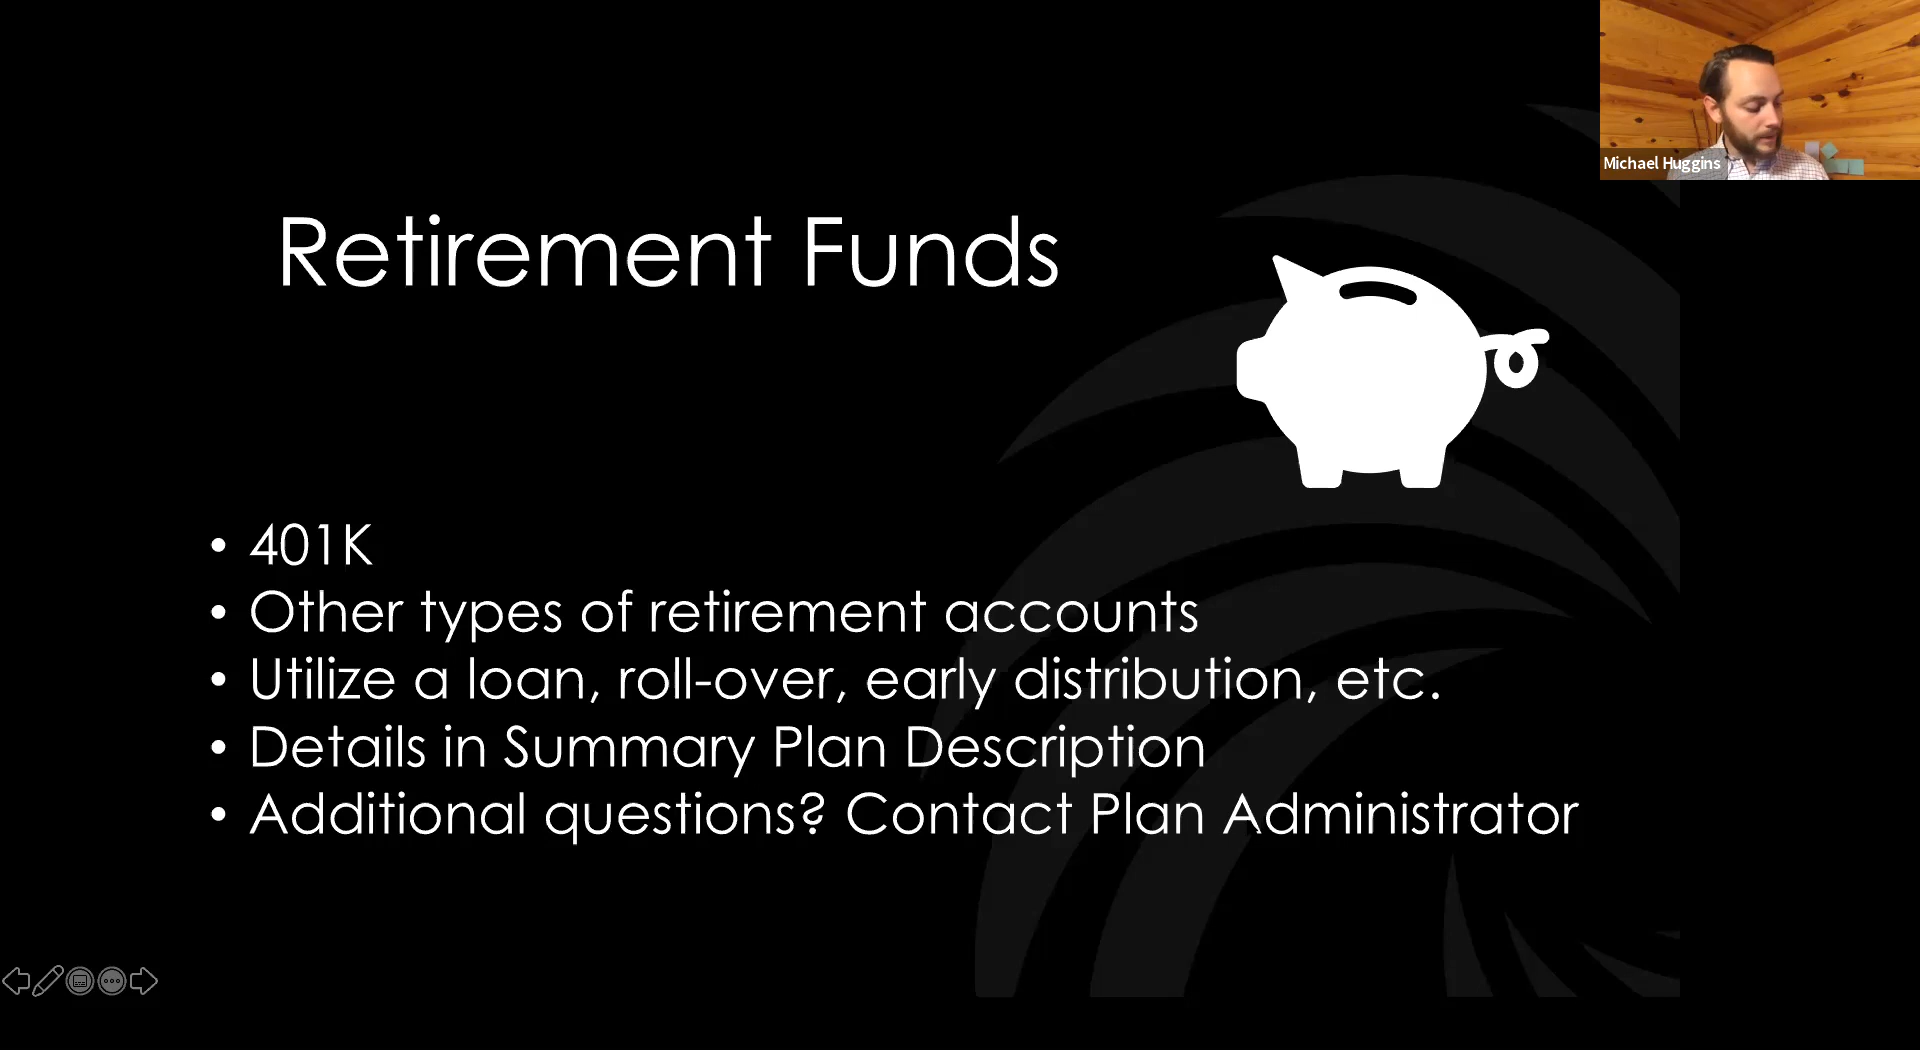 Michael Huggins
Retirement Funds
• 401K
• Other types of retirement accounts
• Utilize a loan, roll-over, early distribution, etc.
• Details in Summary Plan Description
• Additional questions? Contact Plan Administrator